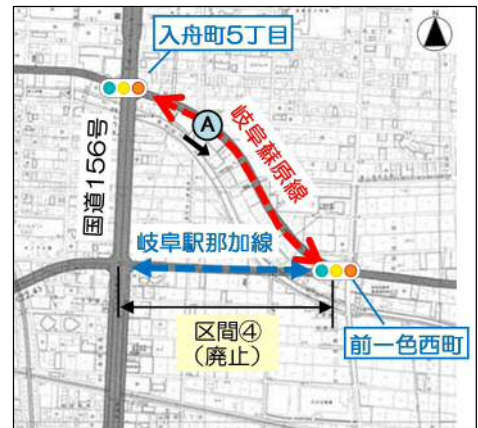 入舟町5丁目
N
A
岐阜蘇原線
国道156号
岐阜駅那加線
区間④
(廃止)
前一色西町